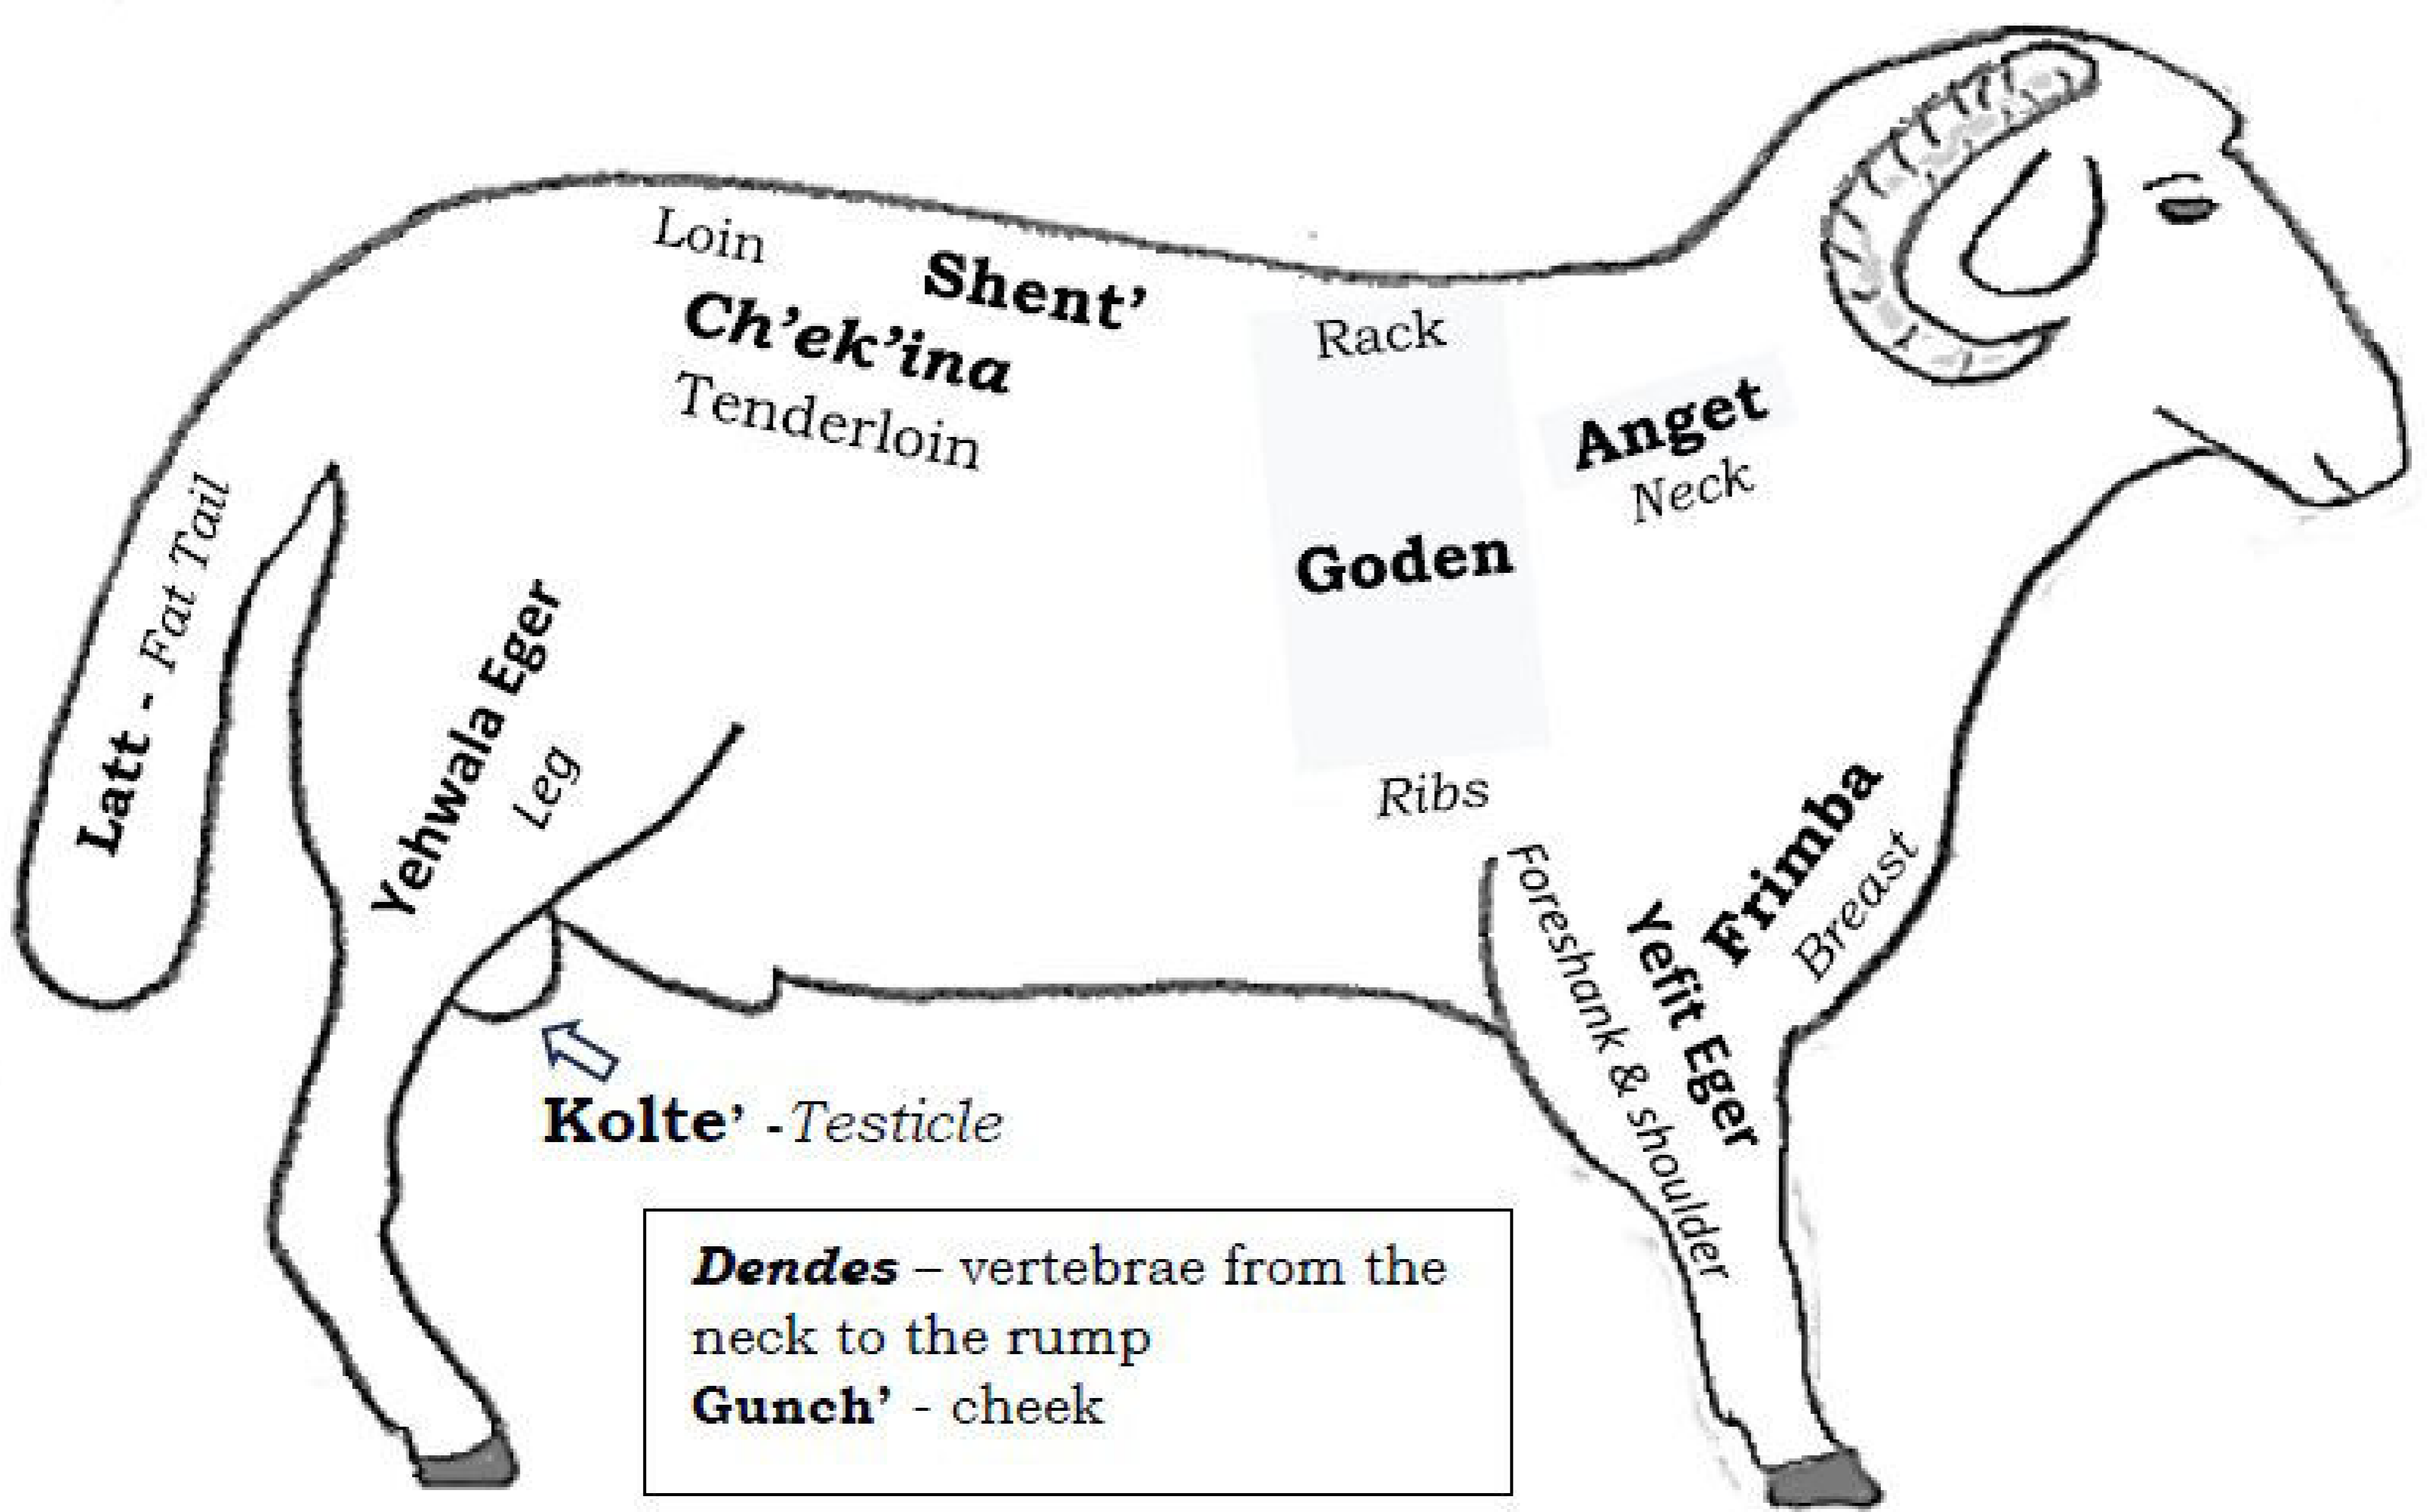 Loin
Shent’
Ch’ek’ina
Tenderloin
Rack
Anget
Neck
Goden
Ribs
Latt - Fat Tail
Yehwala Eger
Leg
Frimba
Breast
Yefit Eger
Foreshank & shoulder
Kolte’ -Testicle
Dendes – vertebrae from the
neck to the rump
Gunch’ - cheek